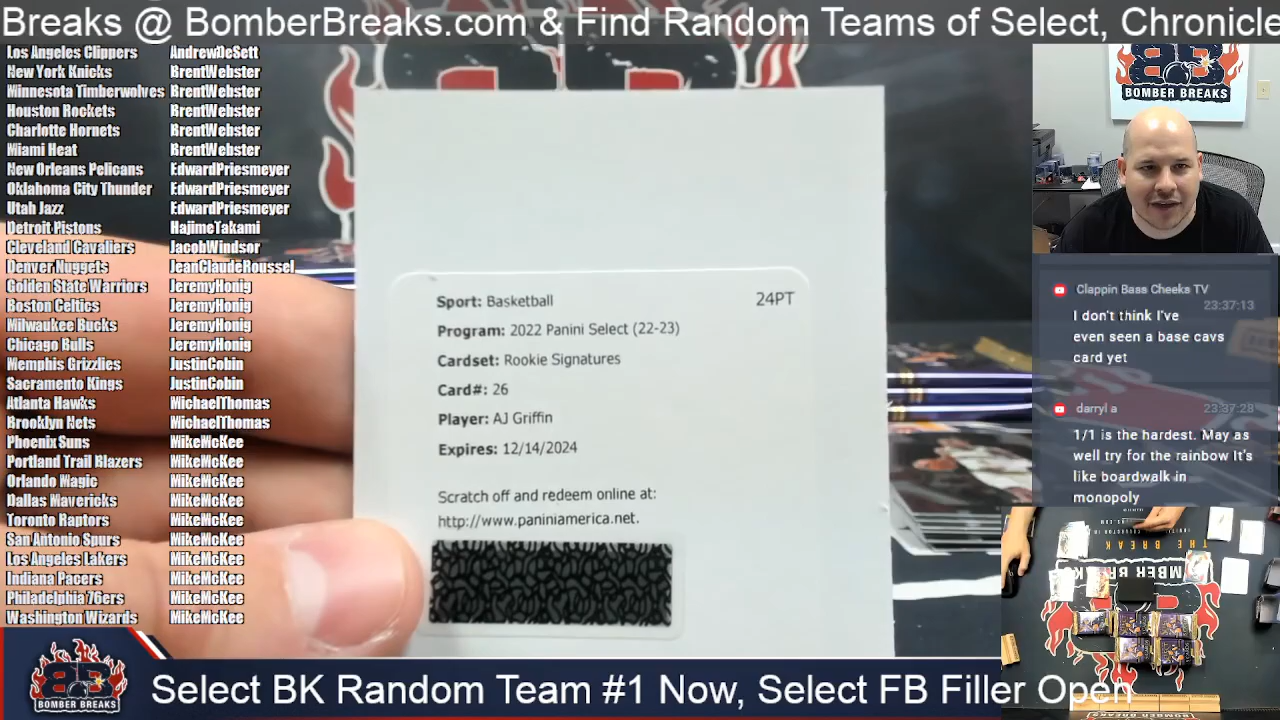 Breaks @ BomberBreaks.com & Find Random Teams of Select, Chronicle
Los Angeles Clippers AndrewDeSett
New York Knicks BrentWebster
Minnesota Timberwolves BrentWebster
Houston Rockets BrentWebster
Charlotte Hornets BrentWebster
Miami Heat BrentWebster
New Orleans Pelicans EdwardPriesmeyer
Oklahoma City Thunder EdwardPriesmeyer
Utah Jazz EdwardPriesmeyer
Detroit Pistons HajimeTakami
Cleveland Cavaliers JacobWindsor
Denver Nuggets JeanClaudeRoussel
Golden State Warriors JeremyHonig
Boston Celtics JeremyHonig
Milwaukee Bucks JeremyHonig
Chicago Bulls JeremyHonig
Memphis Grizzlies JustinCobin
Sacramento Kings JustinCobin
Atlanta Hawks MichaelThomas
Brooklyn Nets MichaelThomas
Phoenix Suns MikeMcKee
Portland Trail Blazers MikeMcKee
Orlando Magic MikeMcKee
Dallas Mavericks MikeMcKee
Toronto Raptors MikeMcKee
San Antonio Spurs MikeMcKee
Los Angeles Lakers MikeMcKee
Indiana Pacers MikeMcKee
Philadelphia 76ers MikeMcKee
Washington Wizards MikeMcKee
Sport: Basketball 24PT
Program: 2022 Panini Select (22-23)
Cardset: Rookie Signatures
Card#: 26
Player: AJ Griffin
Expires: 12/14/2024
Scratch off and redeem online at:
http://www.paniniamerica.net.
BOMBER BREAKS
Clappin Bass Cheeks TV
23:37:13
I don't think I've
even seen a base cavs
card yet
darryl a 23:37:28
1/1 is the hardest. May as
well try for the rainbow It's
like boardwalk in
monopoly
THE BREAK
BOMBER BREAKS
BOMBER BREAKS
Select BK Random Team #1 Now, Select FB Filler Open